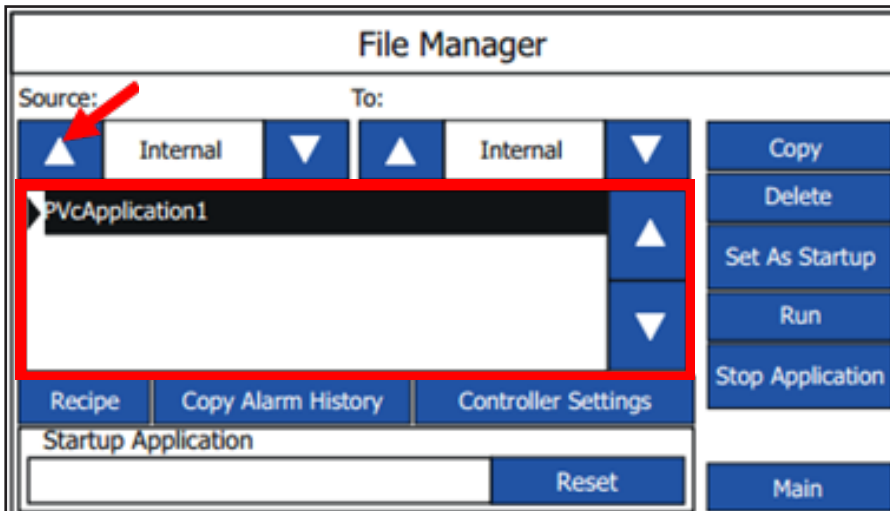 File Manager
Source: To:
Internal Internal
Copy
PVcApplication1
Delete
Set As Startup
Run
Stop Application
Recipe Copy Alarm History Controller Settings
Startup Application
Reset
Main